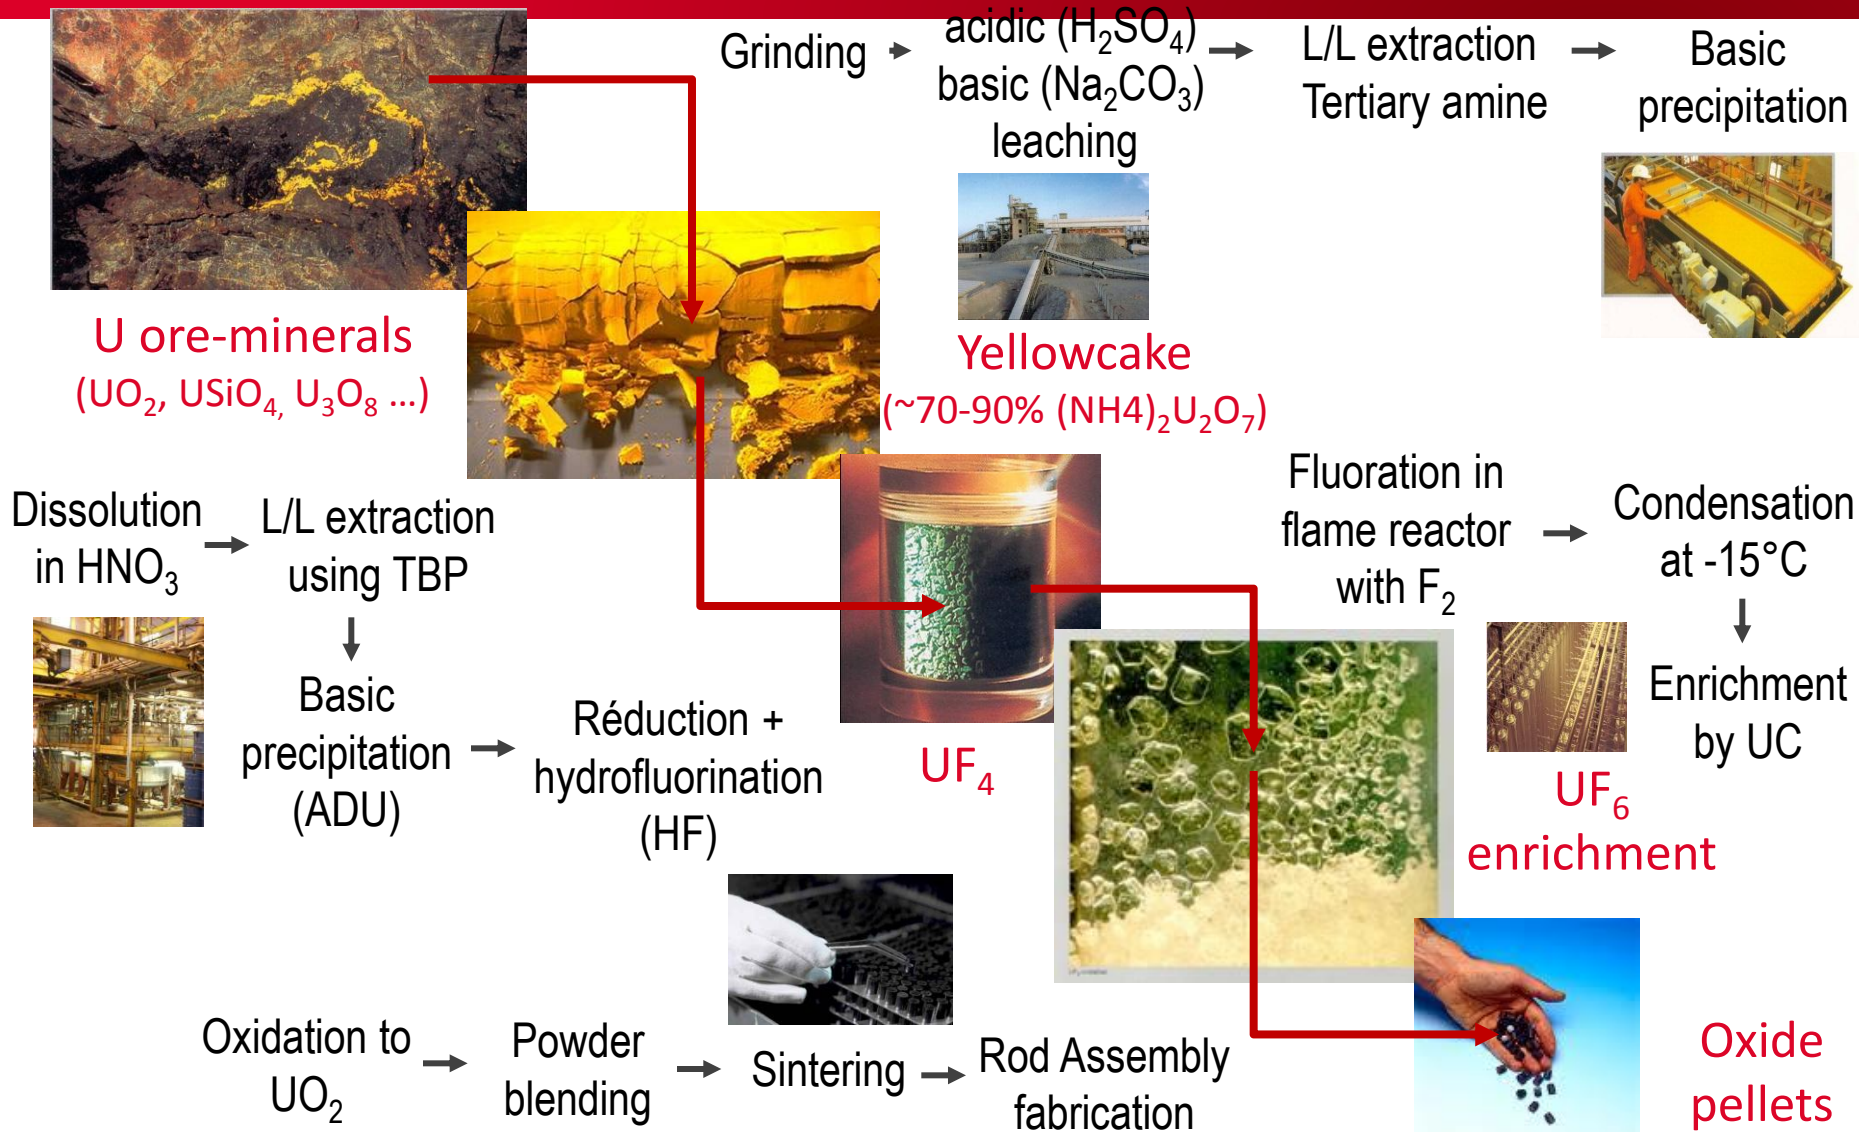 Grinding
acidic (H₂SO₄)
basic (Na₂CO₃)
leaching
L/L extraction
Tertiary amine
Basic
precipitation
U ore-minerals
(UO₂, USiO₄, U₃O₈ ...)
Yellowcake
(~70-90% (NH4)₂U₂O₇)
Dissolution
in HNO₃
L/L extraction
using TBP
Basic
precipitation
(ADU)
Réduction +
hydrofluorination
(HF)
UF₄
Fluoration in
flame reactor
with F₂
Condensation
at -15°C
Enrichment
by UC
UF₆
enrichment
Oxidation to
UO₂
Powder
blending
Sintering
Rod Assembly
fabrication
Oxide
pellets